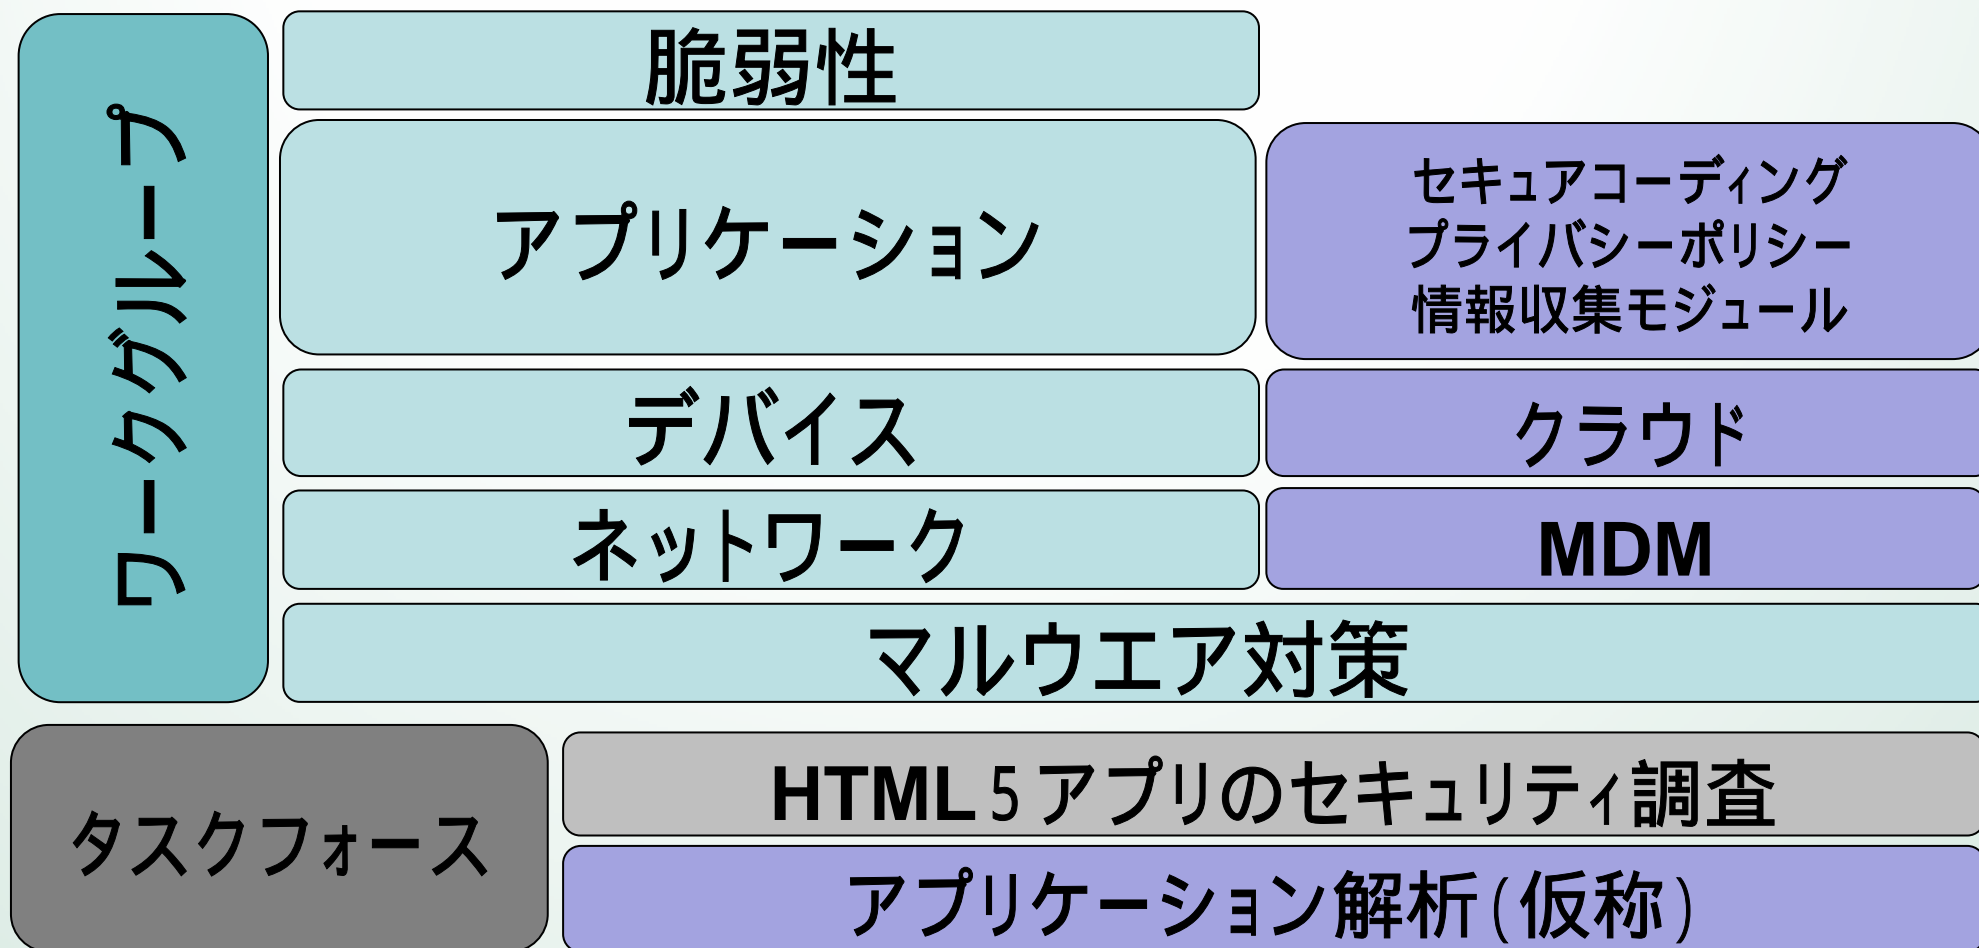 ワークグループ
脆弱性
アプリケーション
セキュアコーディング
プライバシーポリシー
情報収集モジュール
デバイス
クラウド
ネットワーク
MDM
マルウエア対策
タスクフォース
HTML5アプリのセキュリティ調査
アプリケーション解析(仮称)